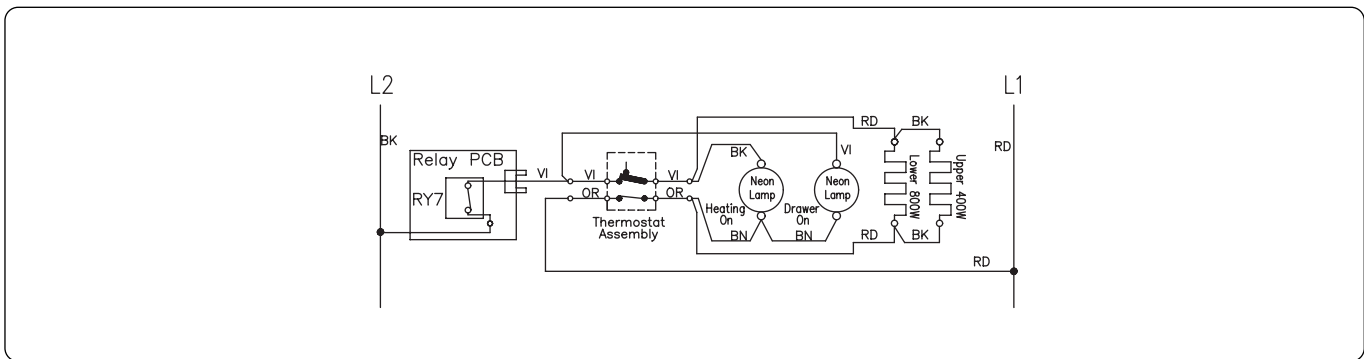 L2
L1
BK
RD
Relay PCB
RY7
VI
VI
OR
VI
OR
Thermostat
Assembly
BK
BN
Heating
On
Neon
Lamp
Drawer
On
BN
VI
Neon
Lamp
RD
BK
Lower 800W
Upper 400W
RD
BK
RD